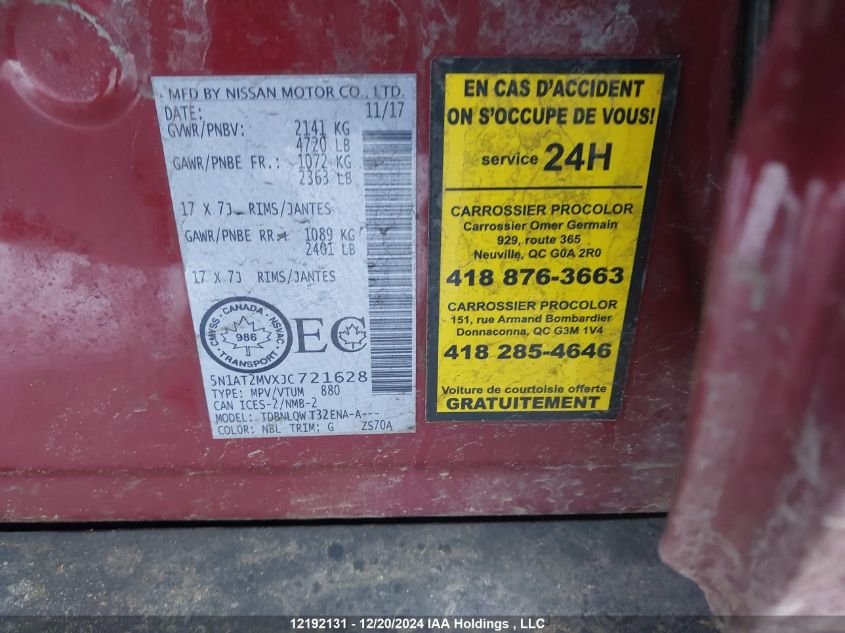 MFD BY NISSAN MOTOR CO., LTD.
DATE: 11/17
GVWR/PNBV: 2141 KG
4720 LB
GAWR/PNBE FR.: 1072 KG
2363 LB
17 X 7J RIMS/JANTES
GAWR/PNBE RR.: 1089 KG
2401 LB
17 X 7J RIMS/JANTES
CMVSS · CANADA · NSVAC · TRANSPORT
986
EC
5N1AT2MVXJC721628
TYPE: MPV/VTUM 880
CAN ICES-2/NMB-2
MODEL: TDBNLQWT32ENA-A---
COLOR: NBL TRIM: G ZS70A
EN CAS D'ACCIDENT
ON S'OCCUPE DE VOUS!
service 24H
CARROSSIER PROCOLOR
Carrossier Omer Germain
929, route 365
Neuville, QC G0A 2R0
418 876-3663
CARROSSIER PROCOLOR
151, rue Armand Bombardier
Donnaconna, QC G3M 1V4
418 285-4646
Voiture de courtoisie offerte
GRATUITEMENT
12192131 - 12/20/2024 IAA Holdings , LLC